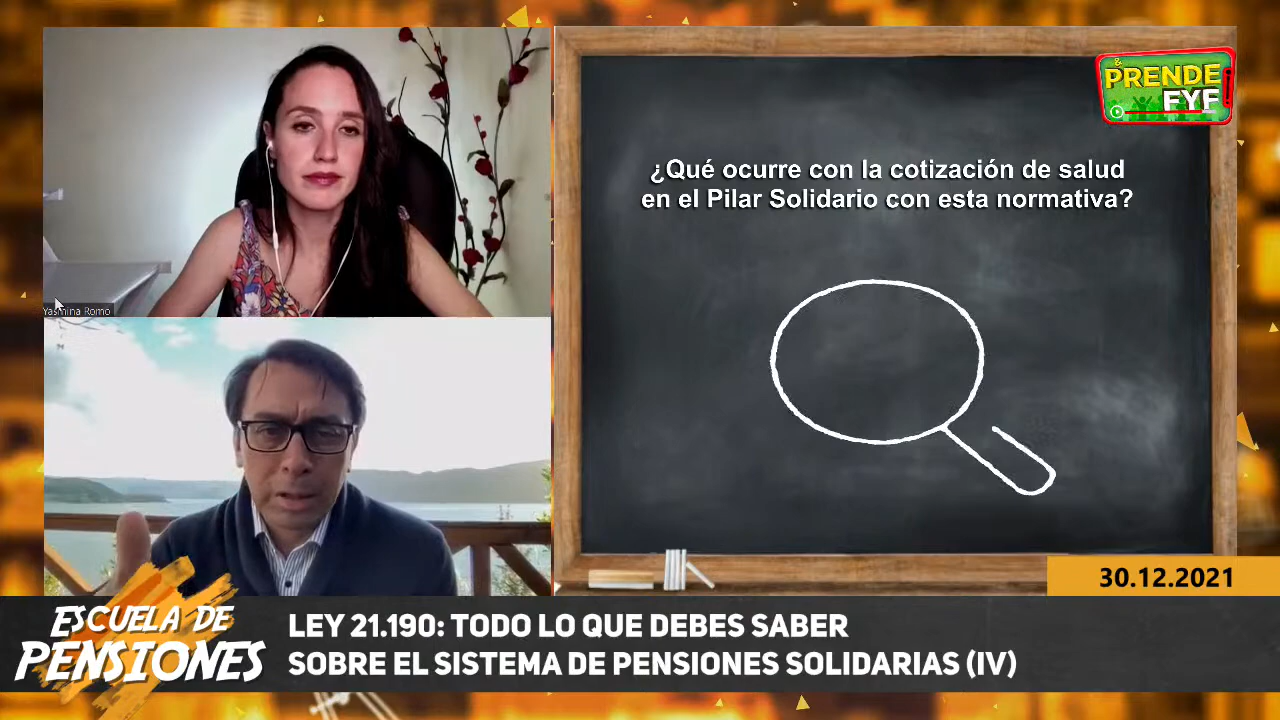 &
PRENDE
FYF!
¿Qué ocurre con la cotización de salud
en el Pilar Solidario con esta normativa?
Yasmina Romo
30.12.2021
ESCUELA DE
PENSIONES
LEY 21.190: TODO LO QUE DEBES SABER
SOBRE EL SISTEMA DE PENSIONES SOLIDARIAS (IV)